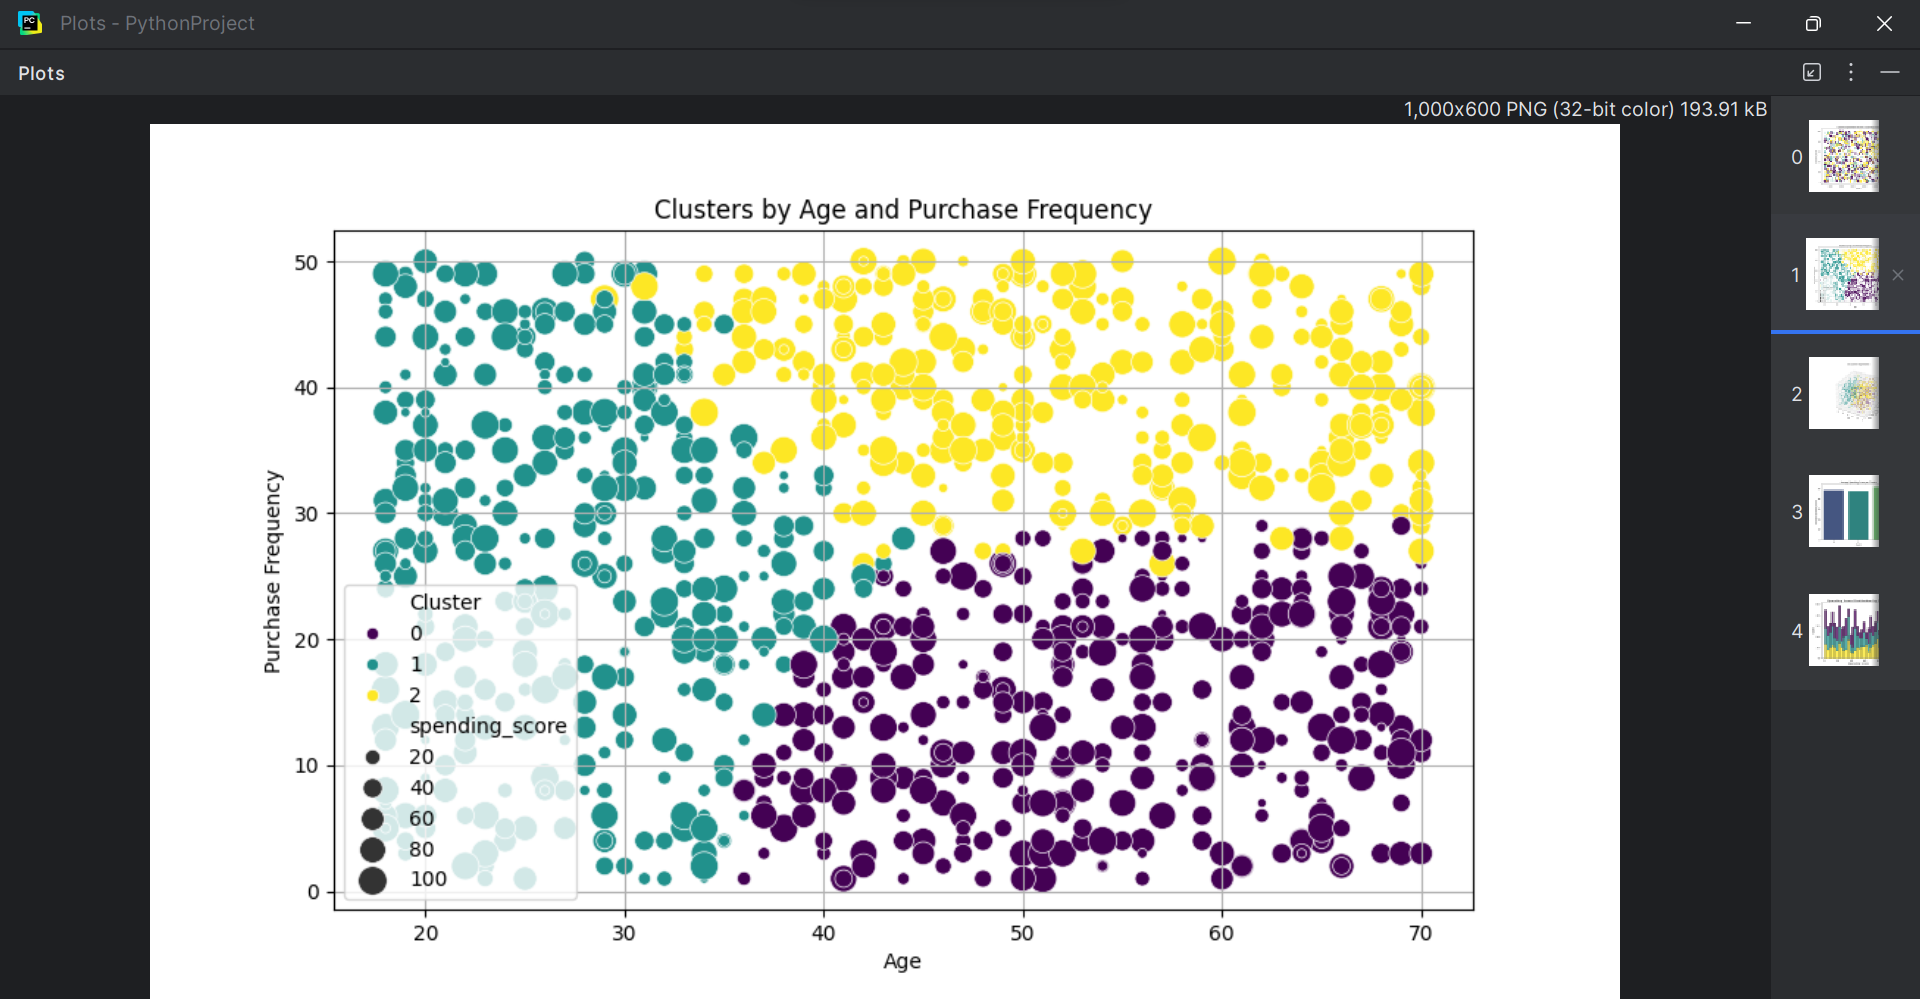 PC
Plots - PythonProject
Plots
1,000x600 PNG (32-bit color) 193.91 kB
Clusters by Age and Purchase Frequency
50
40
30
20
10
0
Purchase Frequency
Cluster
0
1
2
spending_score
20
40
60
80
100
20
30
40
50
60
70
Age
0
1
2
3
4